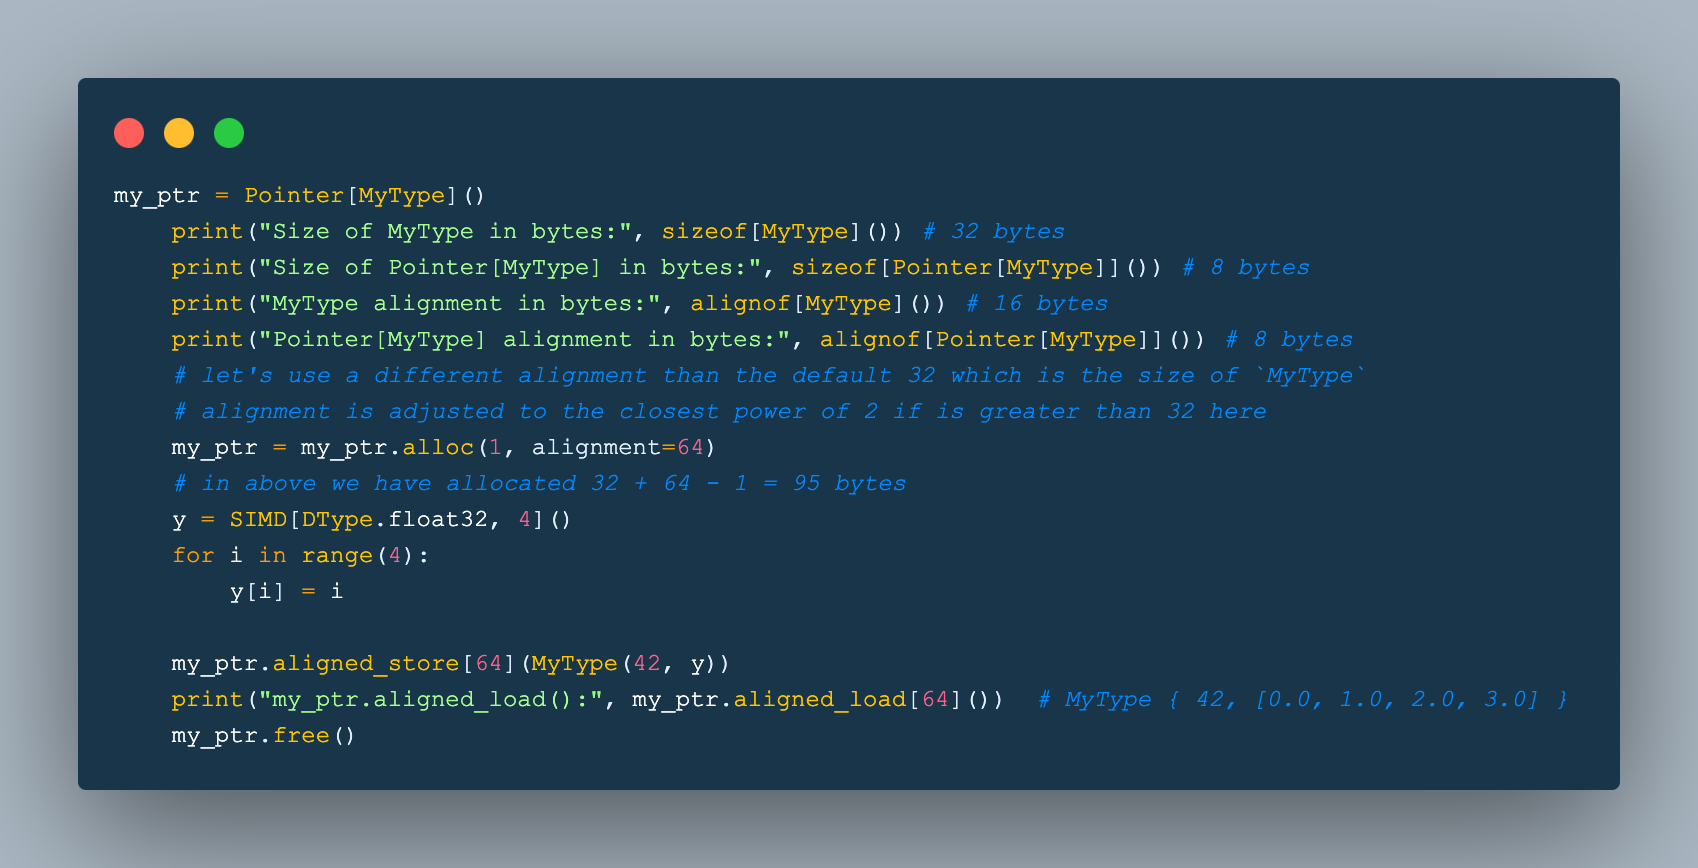 my_ptr = Pointer[MyType]()
    print("Size of MyType in bytes:", sizeof[MyType]()) # 32 bytes
    print("Size of Pointer[MyType] in bytes:", sizeof[Pointer[MyType]]()) # 8 bytes
    print("MyType alignment in bytes:", alignof[MyType]()) # 16 bytes
    print("Pointer[MyType] alignment in bytes:", alignof[Pointer[MyType]]()) # 8 bytes
    # let's use a different alignment than the default 32 which is the size of `MyType`
    # alignment is adjusted to the closest power of 2 if is greater than 32 here
    my_ptr = my_ptr.alloc(1, alignment=64)
    # in above we have allocated 32 + 64 - 1 = 95 bytes
    y = SIMD[DType.float32, 4]()
    for i in range(4):
        y[i] = i

    my_ptr.aligned_store[64](MyType(42, y))
    print("my_ptr.aligned_load():", my_ptr.aligned_load[64]())  # MyType { 42, [0.0, 1.0, 2.0, 3.0] }
    my_ptr.free()